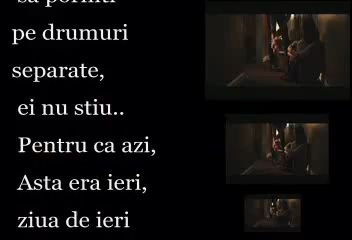 sa porniti
pe drumuri
separate,
ei nu stiu..
Pentru ca azi,
Asta era ieri,
ziua de ieri